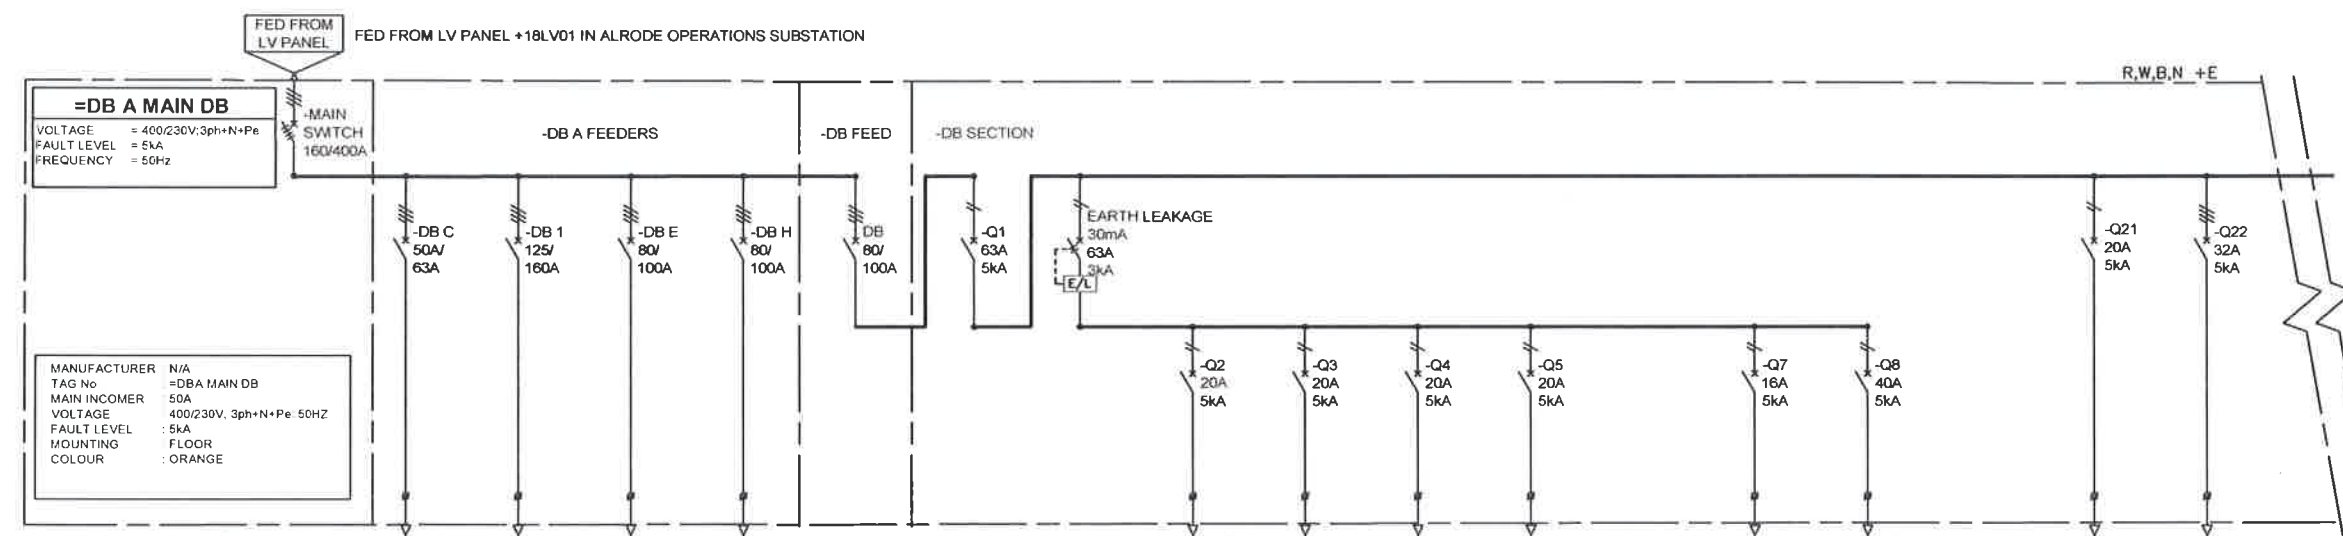 FED FROM
LV PANEL
FED FROM LV PANEL +18LV01 IN ALRODE OPERATIONS SUBSTATION
R,W,B,N +E
=DB A MAIN DB
VOLTAGE = 400/230V;3ph+N+Pe
FAULT LEVEL = 5kA
FREQUENCY = 50Hz
-MAIN
SWITCH
160/400A
-DB A FEEDERS
-DB FEED
-DB SECTION
-DB C
50A/
63A
-DB 1
125/
160A
-DB E
80/
100A
-DB H
80/
100A
DB
80/
100A
-Q1
63A
5kA
EARTH LEAKAGE
30mA
63A
3kA
E/L
-Q21
20A
5kA
-Q22
32A
5kA
-Q2
20A
5kA
-Q3
20A
5kA
-Q4
20A
5kA
-Q5
20A
5kA
-Q7
16A
5kA
-Q8
40A
5kA
MANUFACTURER N/A
TAG No =DBA MAIN DB
MAIN INCOMER 50A
VOLTAGE 400/230V, 3ph+N+Pe 50HZ
FAULT LEVEL : 5kA
MOUNTING FLOOR
COLOUR : ORANGE